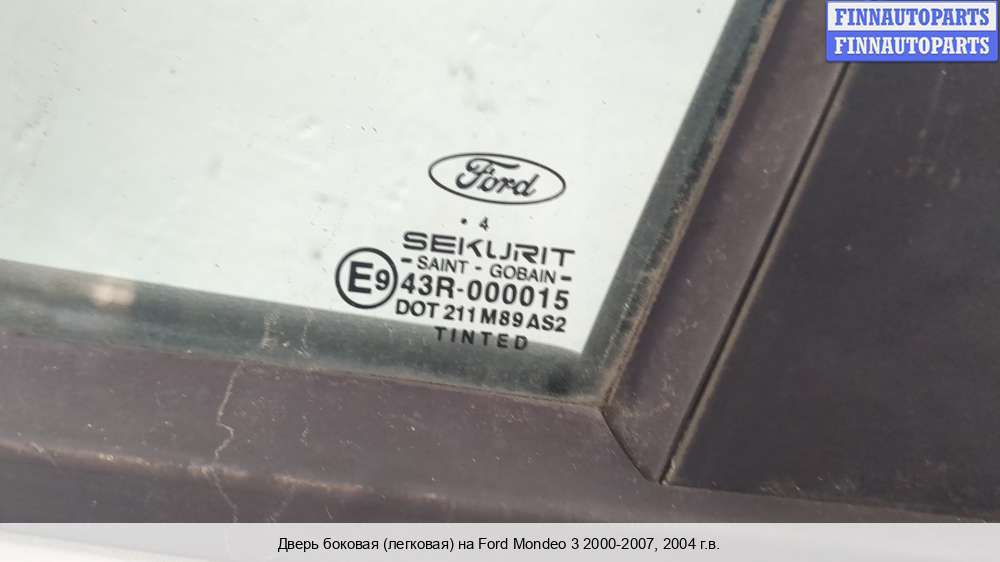 FINNAUTOPARTS
FINNAUTOPARTS
Ford
. 4
SEKURIT
- SAINT - GOBAIN -
E9 43R-000015
DOT 211 M89 AS2
TINTED
Дверь боковая (легковая) на Ford Mondeo 3 2000-2007, 2004 г.в.